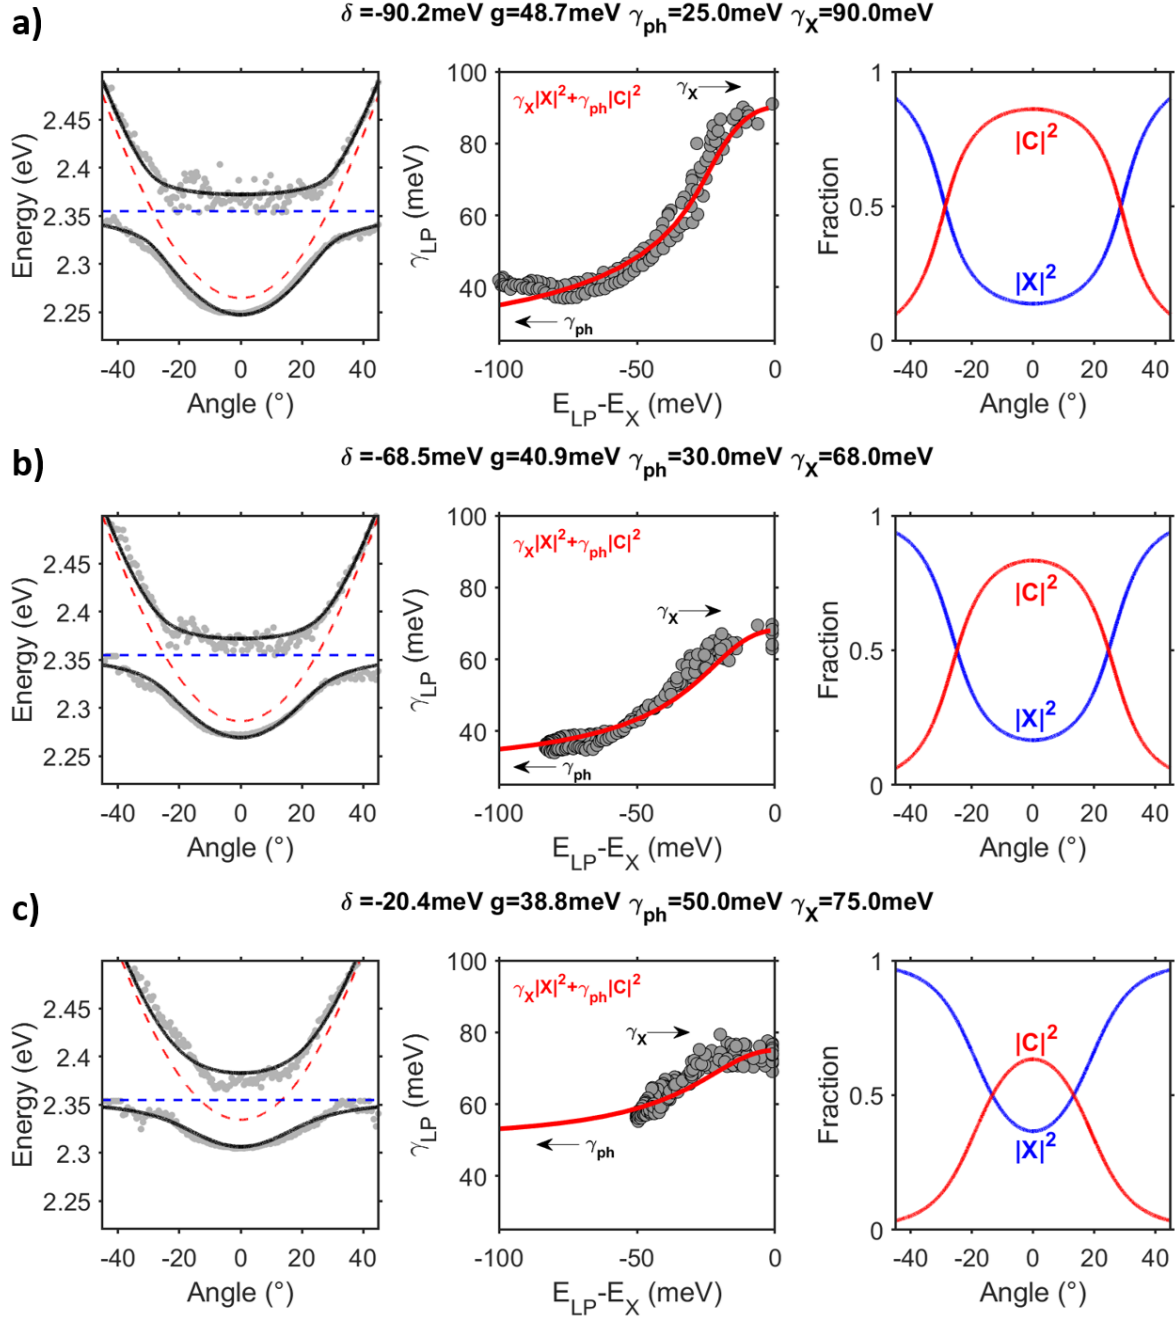 a)
δ =-90.2meV g=48.7meV γph=25.0meV γX=90.0meV
Energy (eV)
2.45
2.4
2.35
2.3
2.25
-40 -20 0 20 40
Angle (°)
γLP (meV)
100
80
60
40
γX|X|²+γph|C|²
γX
γph
-100 -50 0
ELP-EX (meV)
Fraction
1
0.5
0
|C|²
|X|²
-40 -20 0 20 40
Angle (°)
b)
δ =-68.5meV g=40.9meV γph=30.0meV γX=68.0meV
Energy (eV)
2.45
2.4
2.35
2.3
2.25
-40 -20 0 20 40
Angle (°)
γLP (meV)
100
80
60
40
γX|X|²+γph|C|²
γX
γph
-100 -50 0
ELP-EX (meV)
Fraction
1
0.5
0
|C|²
|X|²
-40 -20 0 20 40
Angle (°)
c)
δ =-20.4meV g=38.8meV γph=50.0meV γX=75.0meV
Energy (eV)
2.45
2.4
2.35
2.3
2.25
-40 -20 0 20 40
Angle (°)
γLP (meV)
100
80
60
40
γX|X|²+γph|C|²
γX
γph
-100 -50 0
ELP-EX (meV)
Fraction
1
0.5
0
|C|²
|X|²
-40 -20 0 20 40
Angle (°)